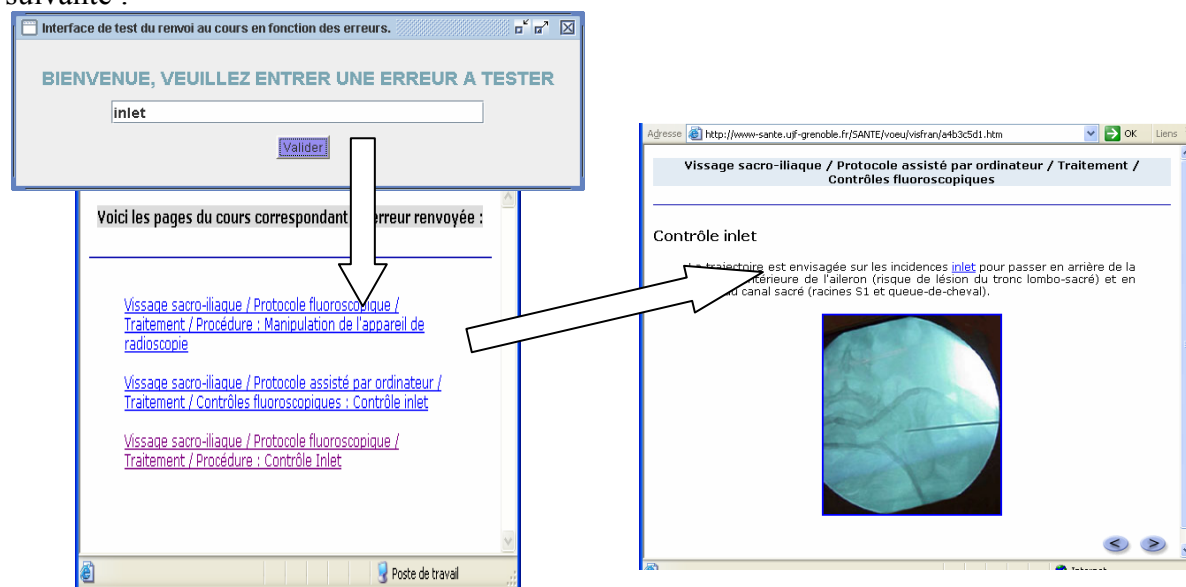 suivante :
Interface de test du renvoi au cours en fonction des erreurs.
BIENVENUE, VEUILLEZ ENTRER UNE ERREUR A TESTER
inlet
Valider
Voici les pages du cours correspondant erreur renvoyée :
Vissage sacro-iliaque / Protocole fluoroscopique /
Traitement / Procédure : Manipulation de l'appareil de
radioscopie
Vissage sacro-iliaque / Protocole assisté par ordinateur /
Traitement / Contrôles fluoroscopiques : Contrôle inlet
Vissage sacro-iliaque / Protocole fluoroscopique /
Traitement / Procédure : Contrôle Inlet
Poste de travail
Adresse http://www-sante.ujf-grenoble.fr/SANTE/voeu/visfran/a4b3c5d1.htm OK Liens
Vissage sacro-iliaque / Protocole assisté par ordinateur / Traitement /
Contrôles fluoroscopiques
Contrôle inlet
trajectoire est envisagée sur les incidences inlet pour passer en arrière de la
de l'aileron (risque de lésion du tronc lombo-sacré) et en
canal sacré (racines S1 et queue-de-cheval).